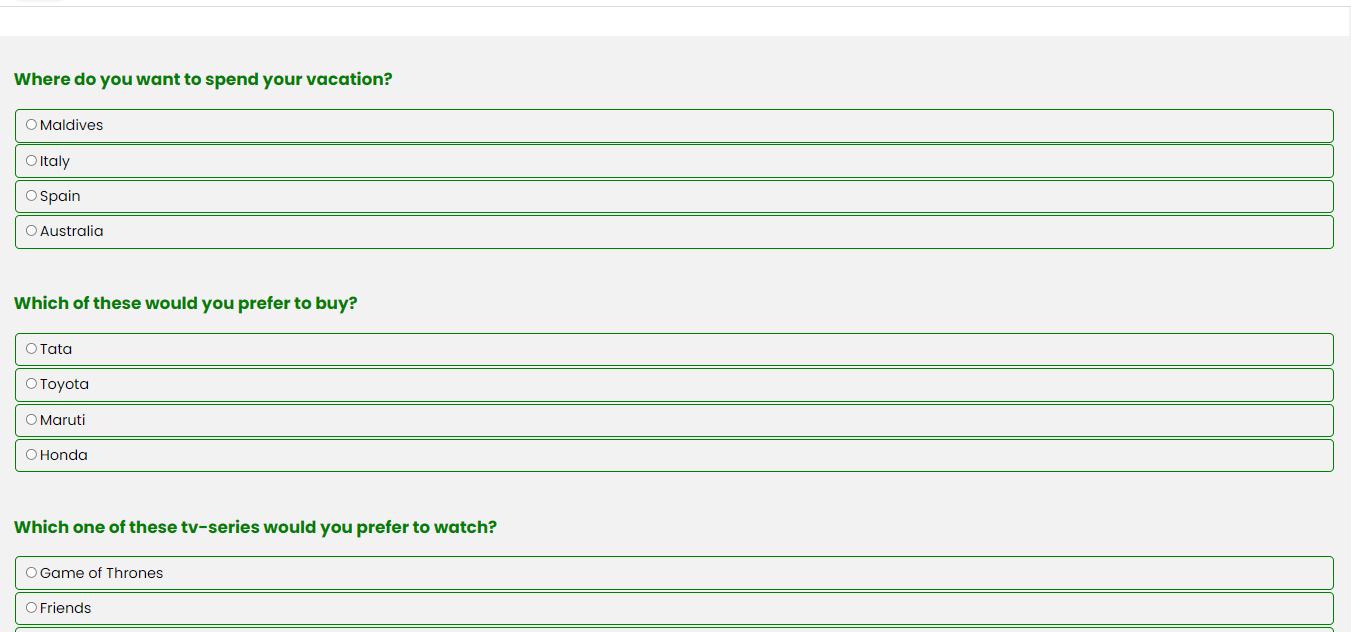 Where do you want to spend your vacation?
Maldives
Italy
Spain
Australia
Which of these would you prefer to buy?
Tata
Toyota
Maruti
Honda
Which one of these tv-series would you prefer to watch?
Game of Thrones
Friends